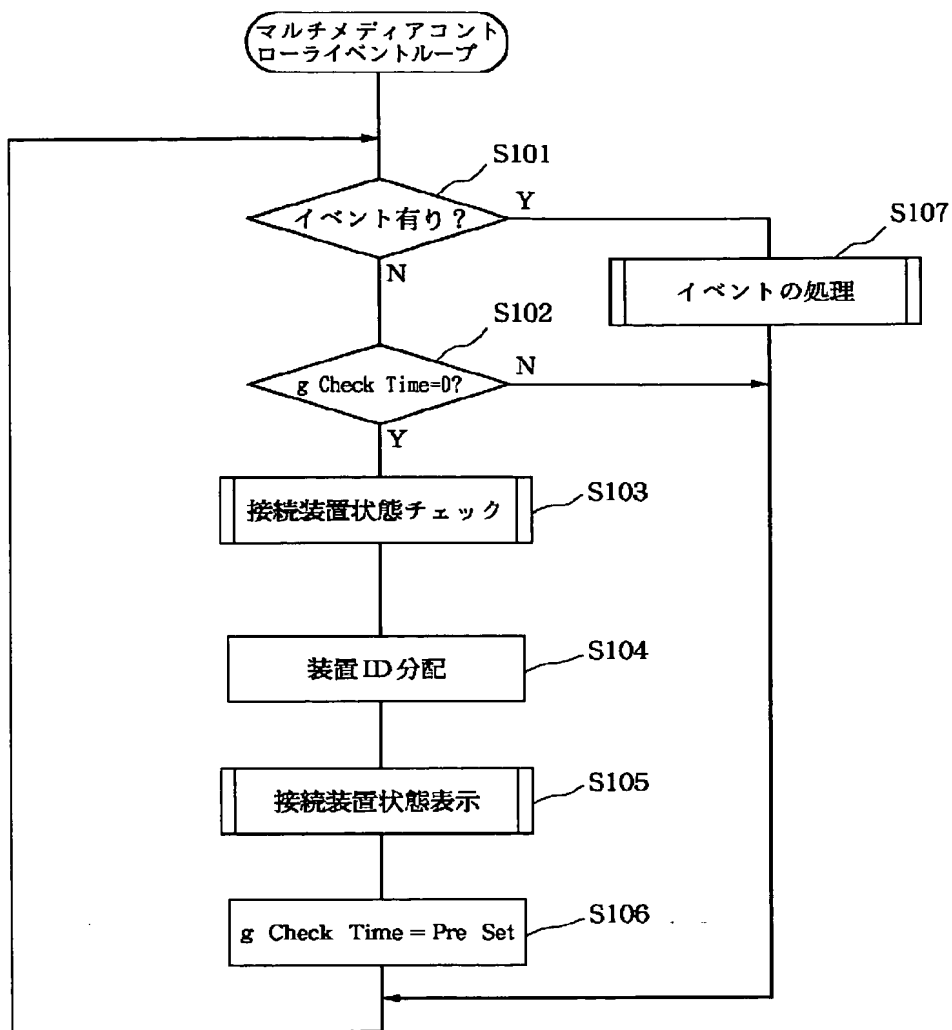 マルチメディアコント
ローライベントループ
S101
イベント有り?
Y
N
S107
イベントの処理
S102
g Check Time=0?
N
Y
S103
接続装置状態チェック
S104
装置ID分配
S105
接続装置状態表示
S106
g Check Time = Pre Set